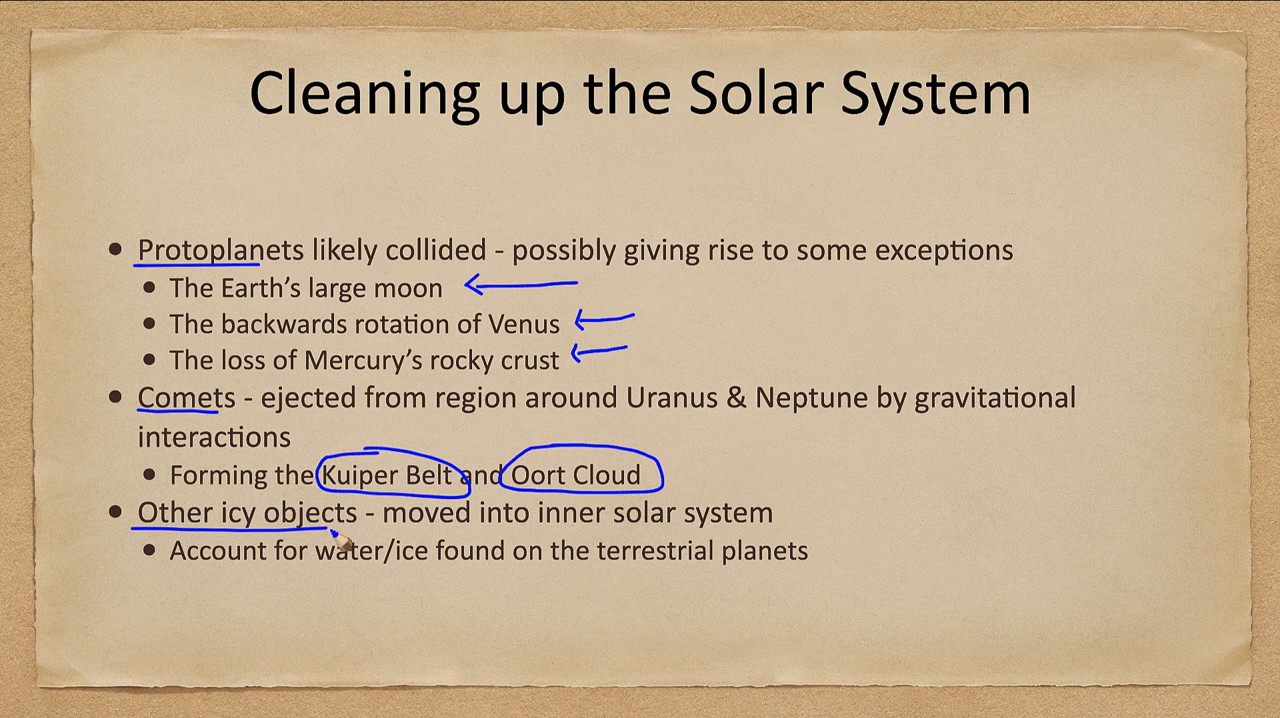 Cleaning up the Solar System
• Protoplanets likely collided - possibly giving rise to some exceptions
• The Earth's large moon
• The backwards rotation of Venus
• The loss of Mercury's rocky crust
• Comets - ejected from region around Uranus & Neptune by gravitational
interactions
• Forming the Kuiper Belt and Oort Cloud
• Other icy objects - moved into inner solar system
• Account for water/ice found on the terrestrial planets